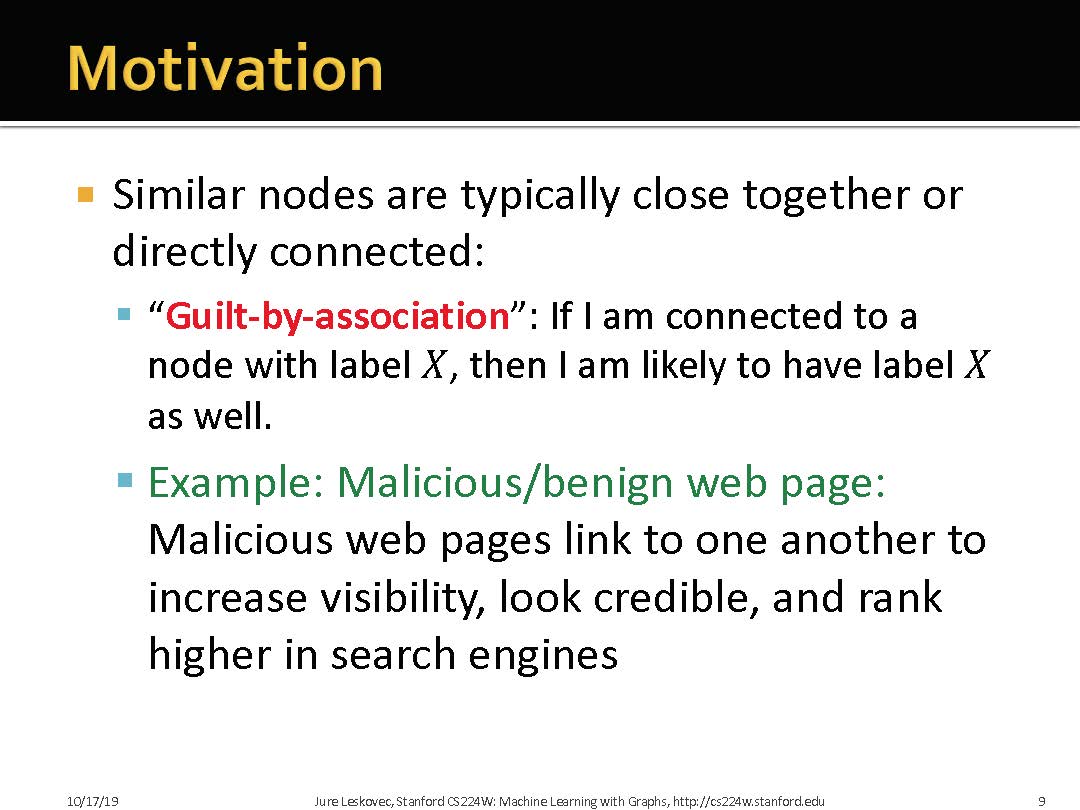 Motivation
Similar nodes are typically close together or
directly connected:
“Guilt-by-association”: If I am connected to a
node with label X, then I am likely to have label X
as well.
Example: Malicious/benign web page:
Malicious web pages link to one another to
increase visibility, look credible, and rank
higher in search engines
10/17/19 Jure Leskovec, Stanford CS224W: Machine Learning with Graphs, http://cs224w.stanford.edu 9